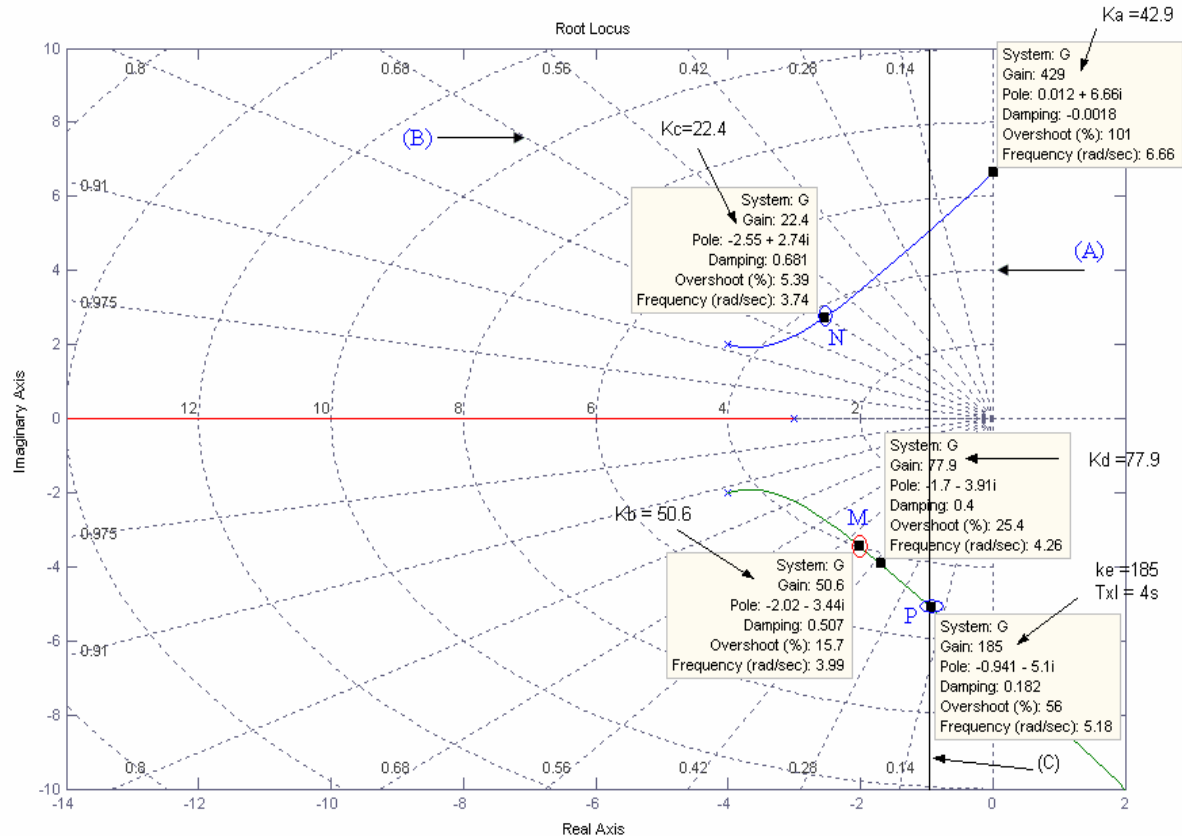 Root Locus
Ka =42.9
System: G
Gain: 429
Pole: 0.012 + 6.66i
Damping: -0.0018
Overshoot (%): 101
Frequency (rad/sec): 6.66
0.8
0.68
0.56
0.42
0.28
0.14
(B)
Kc=22.4
System: G
Gain: 22.4
Pole: -2.55 + 2.74i
Damping: 0.681
Overshoot (%): 5.39
Frequency (rad/sec): 3.74
(A)
N
0.91
0.975
12
10
8
6
4
2
System: G
Gain: 77.9
Pole: -1.7 - 3.91i
Damping: 0.4
Overshoot (%): 25.4
Frequency (rad/sec): 4.26
Kd =77.9
M
Kb = 50.6
System: G
Gain: 50.6
Pole: -2.02 - 3.44i
Damping: 0.507
Overshoot (%): 15.7
Frequency (rad/sec): 3.99
ke =185
Txl = 4s
P
System: G
Gain: 185
Pole: -0.941 - 5.1i
Damping: 0.182
Overshoot (%): 56
Frequency (rad/sec): 5.18
(C)
0.975
0.91
0.8
0.68
0.56
0.42
0.28
0.14
10
8
6
4
2
0
-2
-4
-6
-8
-10
Imaginary Axis
-14
-12
-10
-8
-6
-4
-2
0
2
Real Axis